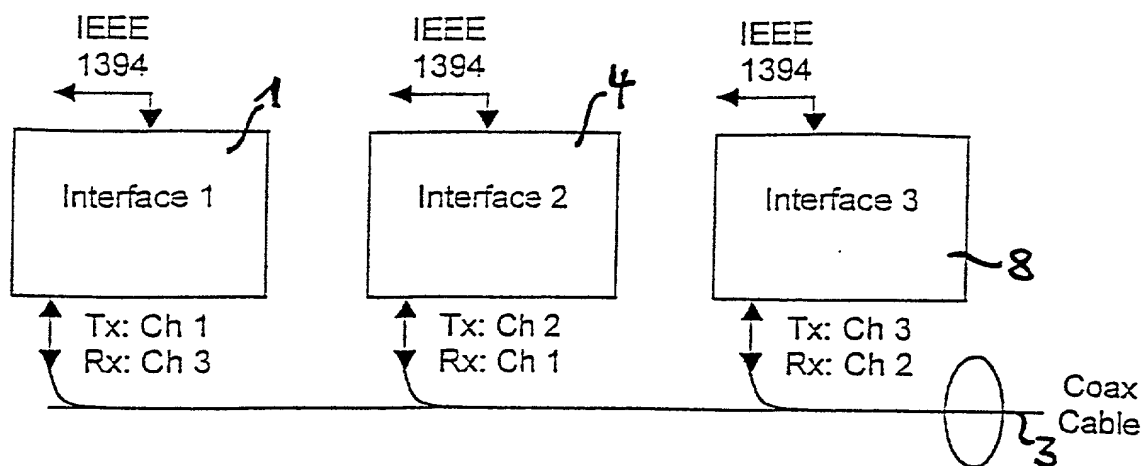 IEEE
1394
IEEE
1394
IEEE
1394
1
4
Interface 1
Interface 2
Interface 3
8
Tx: Ch 1
Rx: Ch 3
Tx: Ch 2
Rx: Ch 1
Tx: Ch 3
Rx: Ch 2
Coax
Cable
3